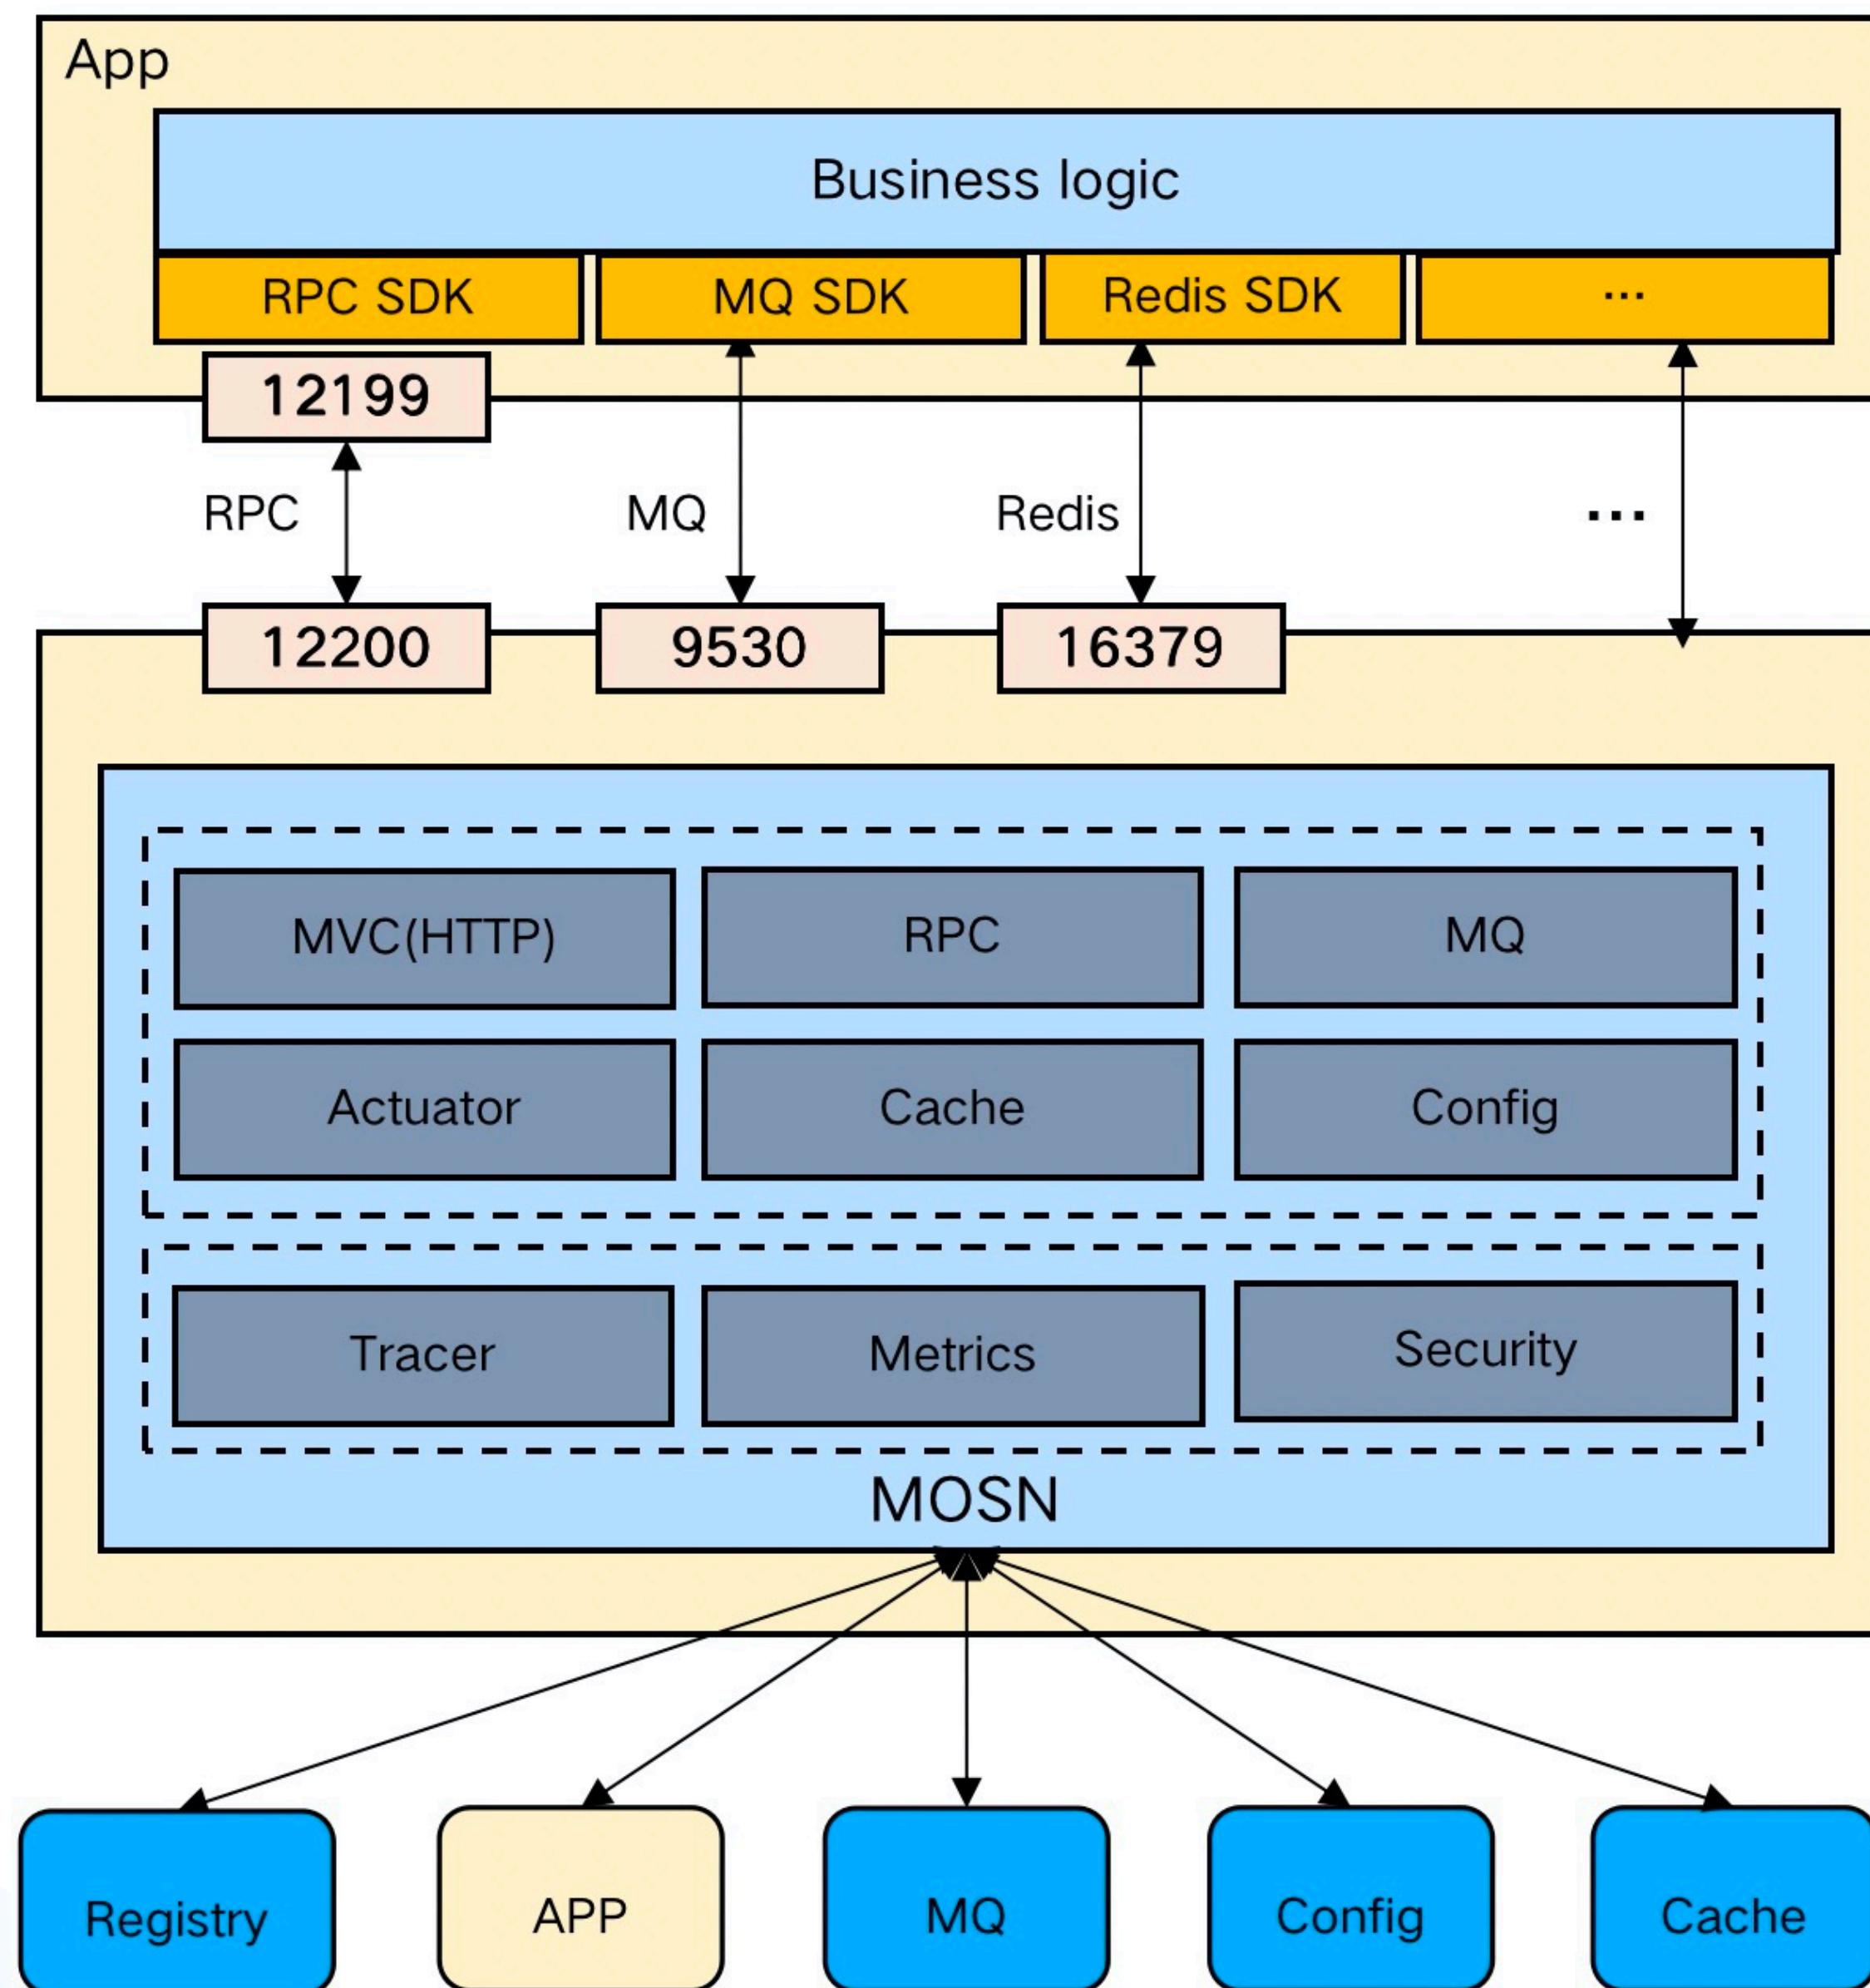 App
Business logic
RPC SDK
MQ SDK
Redis SDK
...
12199
RPC
MQ
Redis
...
12200
9530
16379
MVC(HTTP)
RPC
MQ
Actuator
Cache
Config
Tracer
Metrics
Security
MOSN
Registry
APP
MQ
Config
Cache